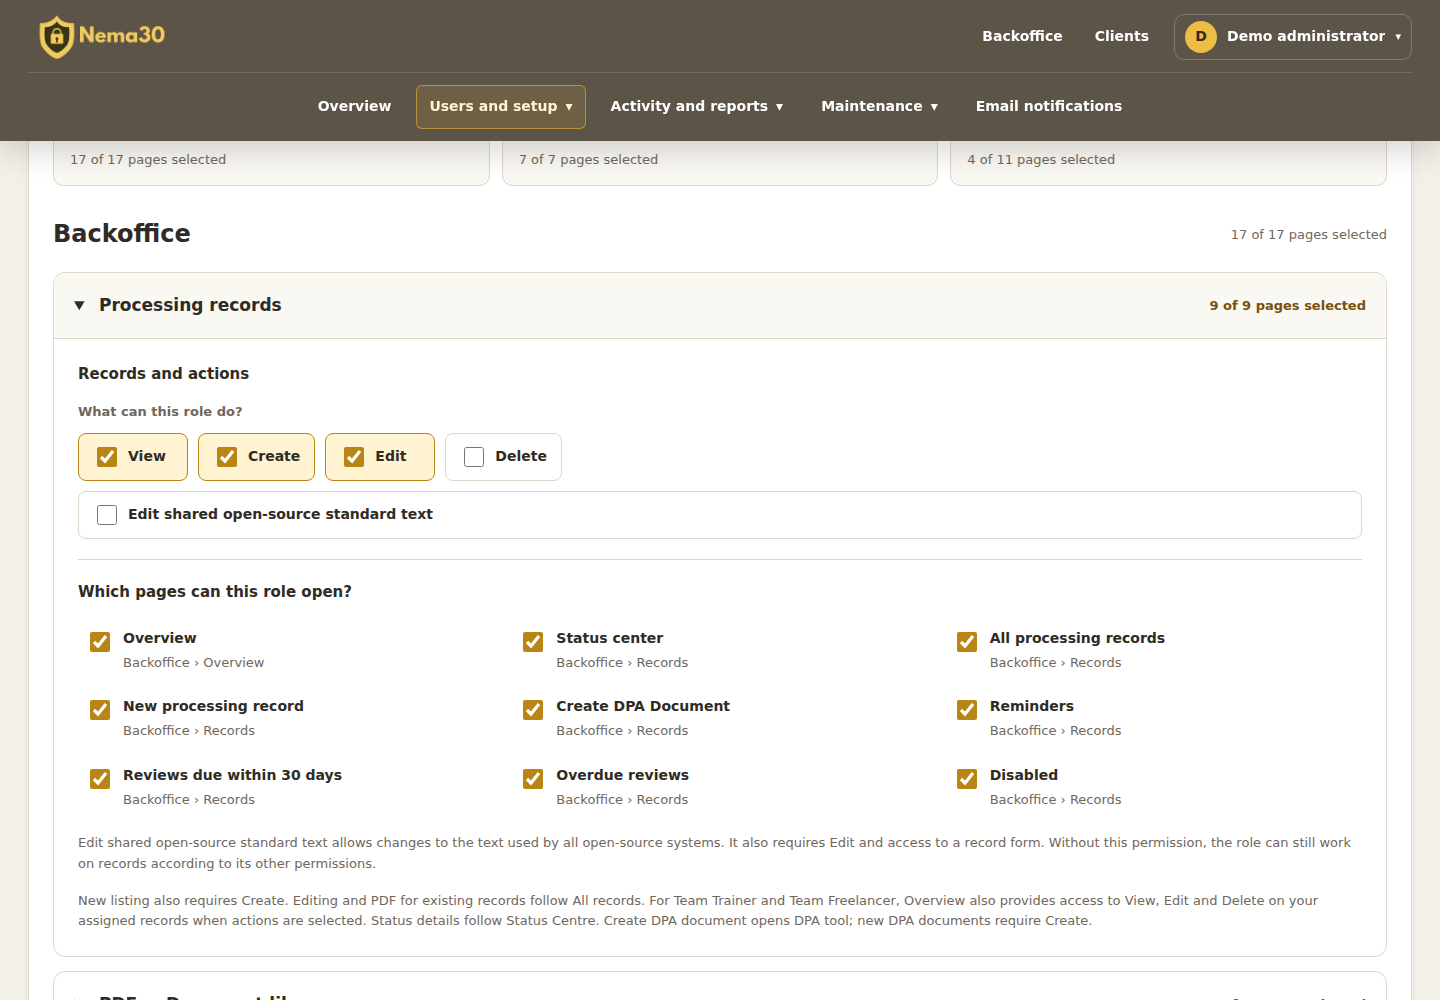 Nema30
Backoffice
Clients
D
Demo administrator ▾
Overview
Users and setup ▾
Activity and reports ▾
Maintenance ▾
Email notifications
17 of 17 pages selected
7 of 7 pages selected
4 of 11 pages selected
Backoffice
17 of 17 pages selected
▼ Processing records
9 of 9 pages selected
Records and actions
What can this role do?
View
Create
Edit
Delete
Edit shared open-source standard text
Which pages can this role open?
Overview
Backoffice › Overview
Status center
Backoffice › Records
All processing records
Backoffice › Records
New processing record
Backoffice › Records
Create DPA Document
Backoffice › Records
Reminders
Backoffice › Records
Reviews due within 30 days
Backoffice › Records
Overdue reviews
Backoffice › Records
Disabled
Backoffice › Records
Edit shared open-source standard text allows changes to the text used by all open-source systems. It also requires Edit and access to a record form. Without this permission, the role can still work
on records according to its other permissions.
New listing also requires Create. Editing and PDF for existing records follow All records. For Team Trainer and Team Freelancer, Overview also provides access to View, Edit and Delete on your
assigned records when actions are selected. Status details follow Status Centre. Create DPA document opens DPA tool; new DPA documents require Create.